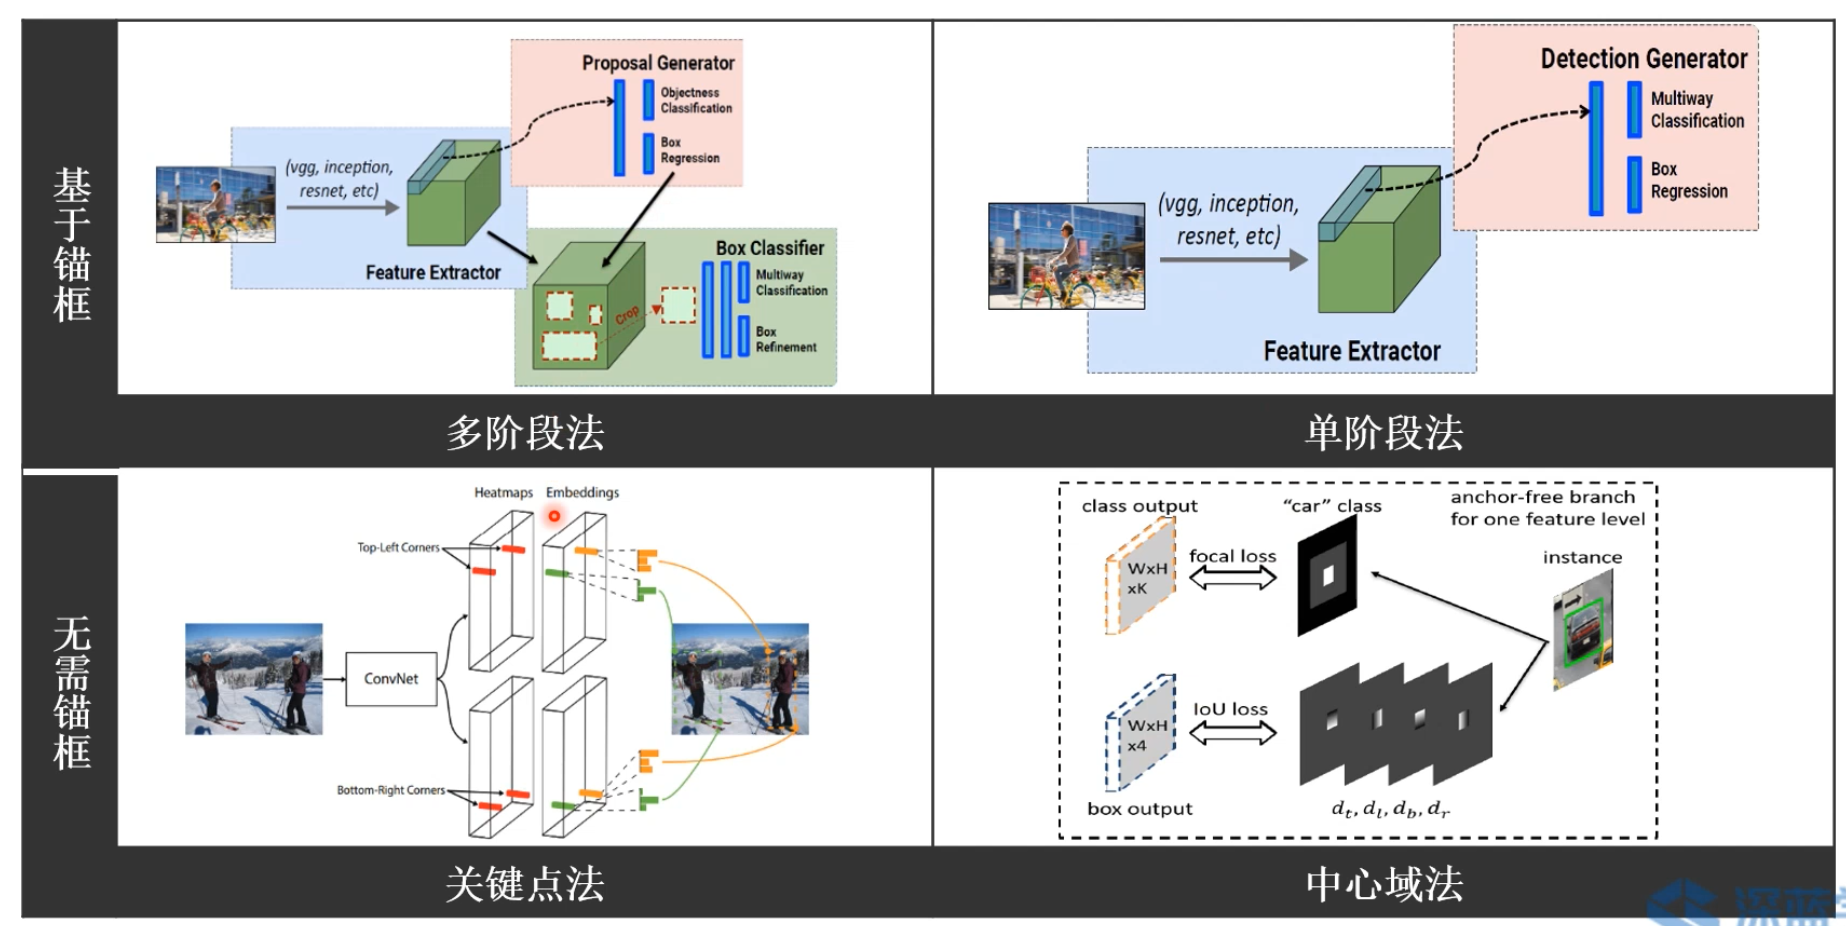 基于锚框
Proposal Generator
Objectness
Classification
Box
Regression
(vgg, inception,
resnet, etc)
Feature Extractor
Box Classifier
Multiway
Classification
Box
Refinement
Crop
多阶段法
Detection Generator
Multiway
Classification
Box
Regression
(vgg, inception,
resnet, etc)
Feature Extractor
单阶段法
无需锚框
Heatmaps
Embeddings
Top-Left Corners
ConvNet
Bottom-Right Corners
关键点法
class output
"car" class
anchor-free branch
for one feature level
instance
WxH
xK
focal loss
WxH
x4
IoU loss
box output
d_t, d_l, d_b, d_r
中心域法
深蓝学